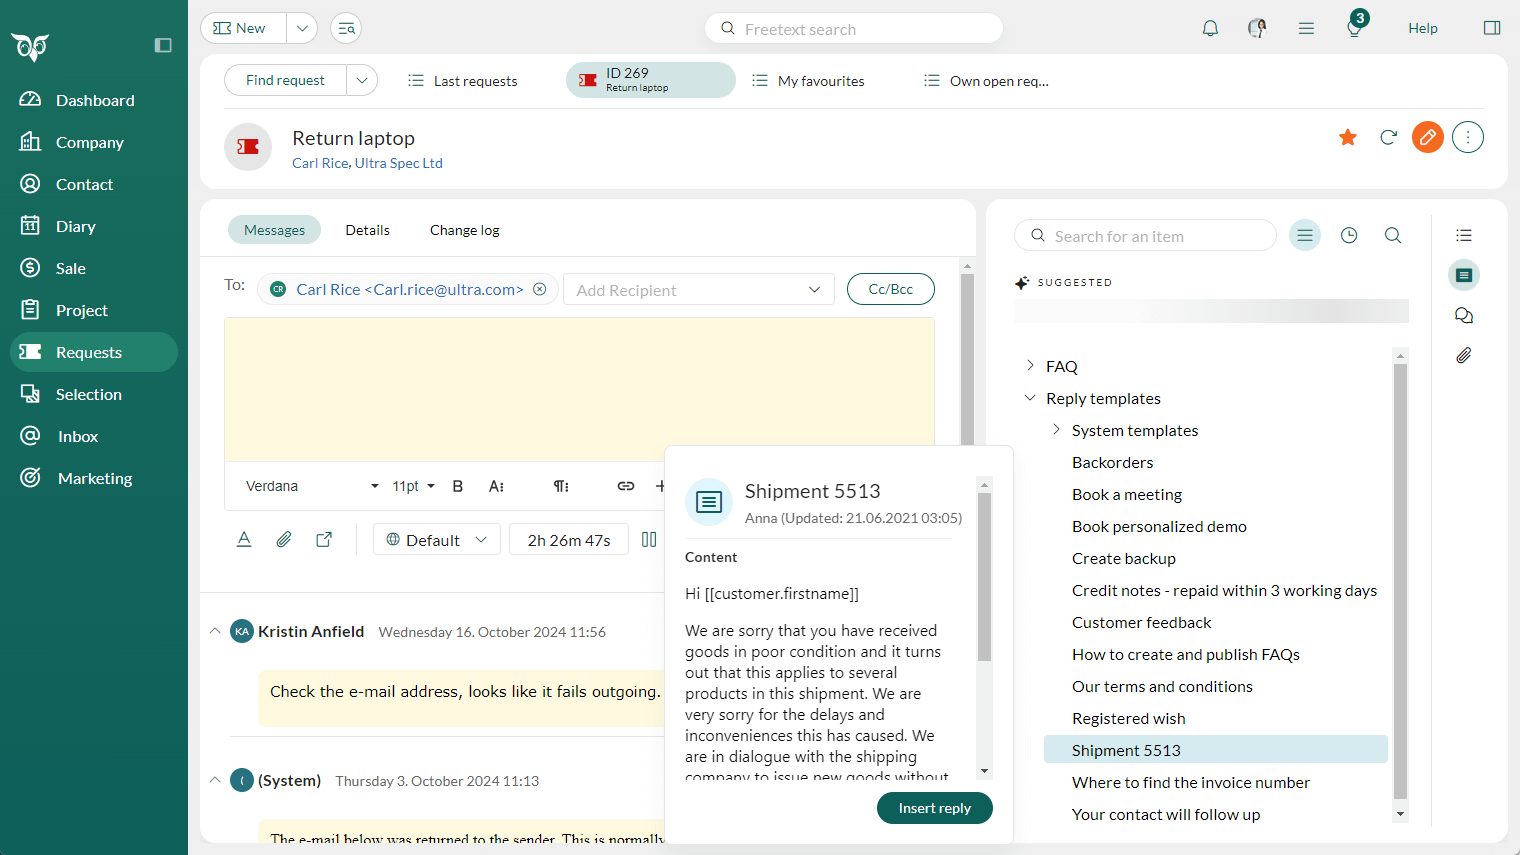 New
Freetext search
3
Help
Dashboard
Company
Contact
11
Diary
Sale
Project
Requests
Selection
Inbox
Marketing
Find request
Last requests
ID 269
Return laptop
My favourites
Own open req...
Return laptop
Carl Rice, Ultra Spec Ltd
Messages
Details
Change log
To:
CR
Carl Rice <Carl.rice@ultra.com>
Add Recipient
Cc/Bcc
Verdana
11pt
B
A
Default
2h 26m 47s
KA
Kristin Anfield
Wednesday 16. October 2024 11:56
Check the e-mail address, looks like it fails outgoing.
(
(System)
Thursday 3. October 2024 11:13
The e-mail below was returned to the sender. This is normally
Shipment 5513
Anna (Updated: 21.06.2021 03:05)
Content
Hi [[customer.firstname]]
We are sorry that you have received
goods in poor condition and it turns
out that this applies to several
products in this shipment. We are
very sorry for the delays and
inconveniences this has caused. We
are in dialogue with the shipping
company to issue new goods without
Insert reply
Search for an item
SUGGESTED
FAQ
Reply templates
System templates
Backorders
Book a meeting
Book personalized demo
Create backup
Credit notes - repaid within 3 working days
Customer feedback
How to create and publish FAQs
Our terms and conditions
Registered wish
Shipment 5513
Where to find the invoice number
Your contact will follow up